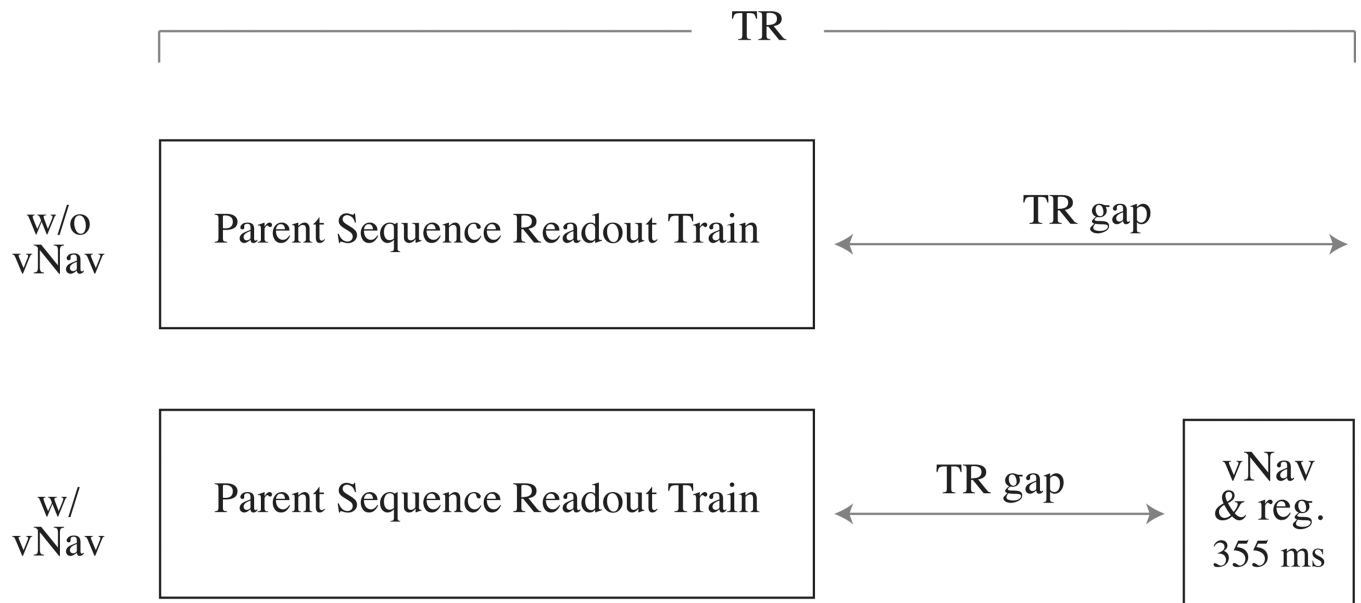 TR
w/o
vNav
Parent Sequence Readout Train
TR gap
w/
vNav
Parent Sequence Readout Train
TR gap
vNav
& reg.
355 ms